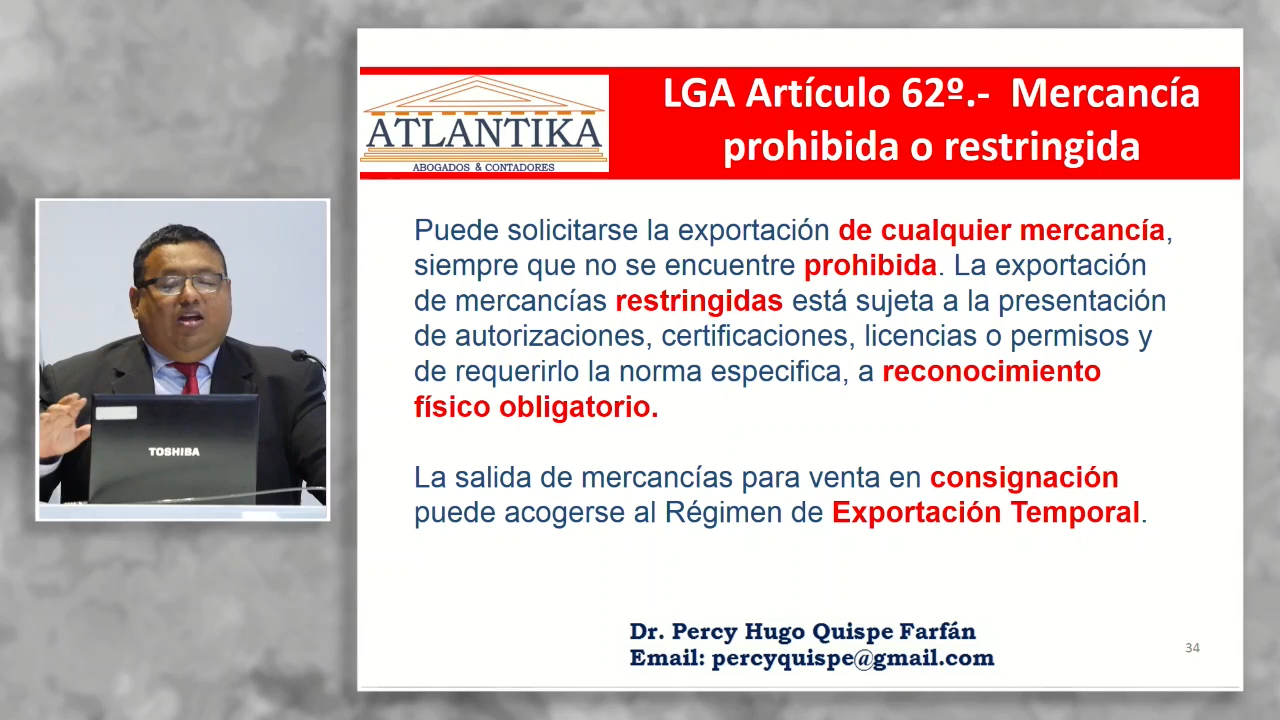 ATLANTIKA
ABOGADOS & CONTADORES
LGA Artículo 62º.- Mercancía
prohibida o restringida
Puede solicitarse la exportación de cualquier mercancía,
siempre que no se encuentre prohibida. La exportación
de mercancías restringidas está sujeta a la presentación
de autorizaciones, certificaciones, licencias o permisos y
de requerirlo la norma especifica, a reconocimiento
físico obligatorio.
La salida de mercancías para venta en consignación
puede acogerse al Régimen de Exportación Temporal.
Dr. Percy Hugo Quispe Farfán
Email: percyquispe@gmail.com
34
TOSHIBA